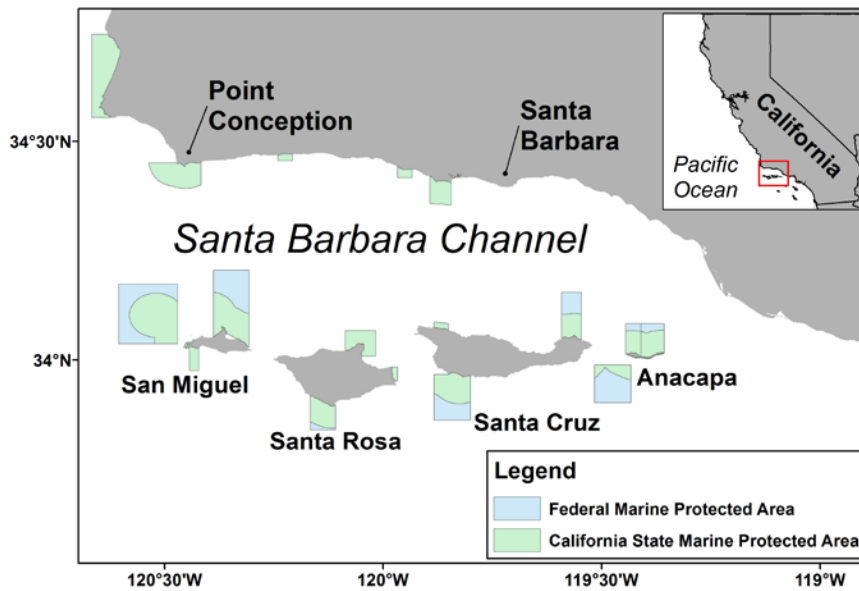 Point
Conception
Santa
Barbara
California
Pacific
Ocean
34°30'N
Santa Barbara Channel
34°N
San Miguel
Santa Rosa
Santa Cruz
Anacapa
Legend
Federal Marine Protected Area
California State Marine Protected Area
120°30'W
120°W
119°30'W
119°W